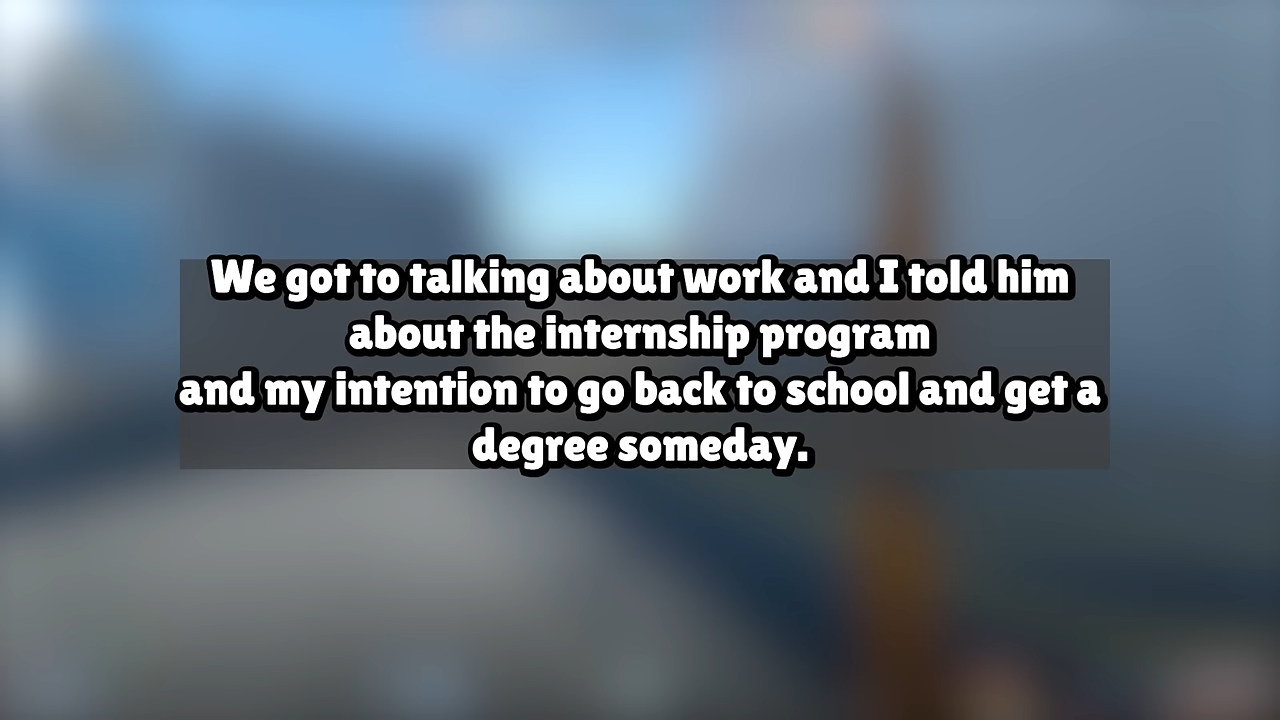 We got to talking about work and I told him
about the internship program
and my intention to go back to school and get a
degree someday.